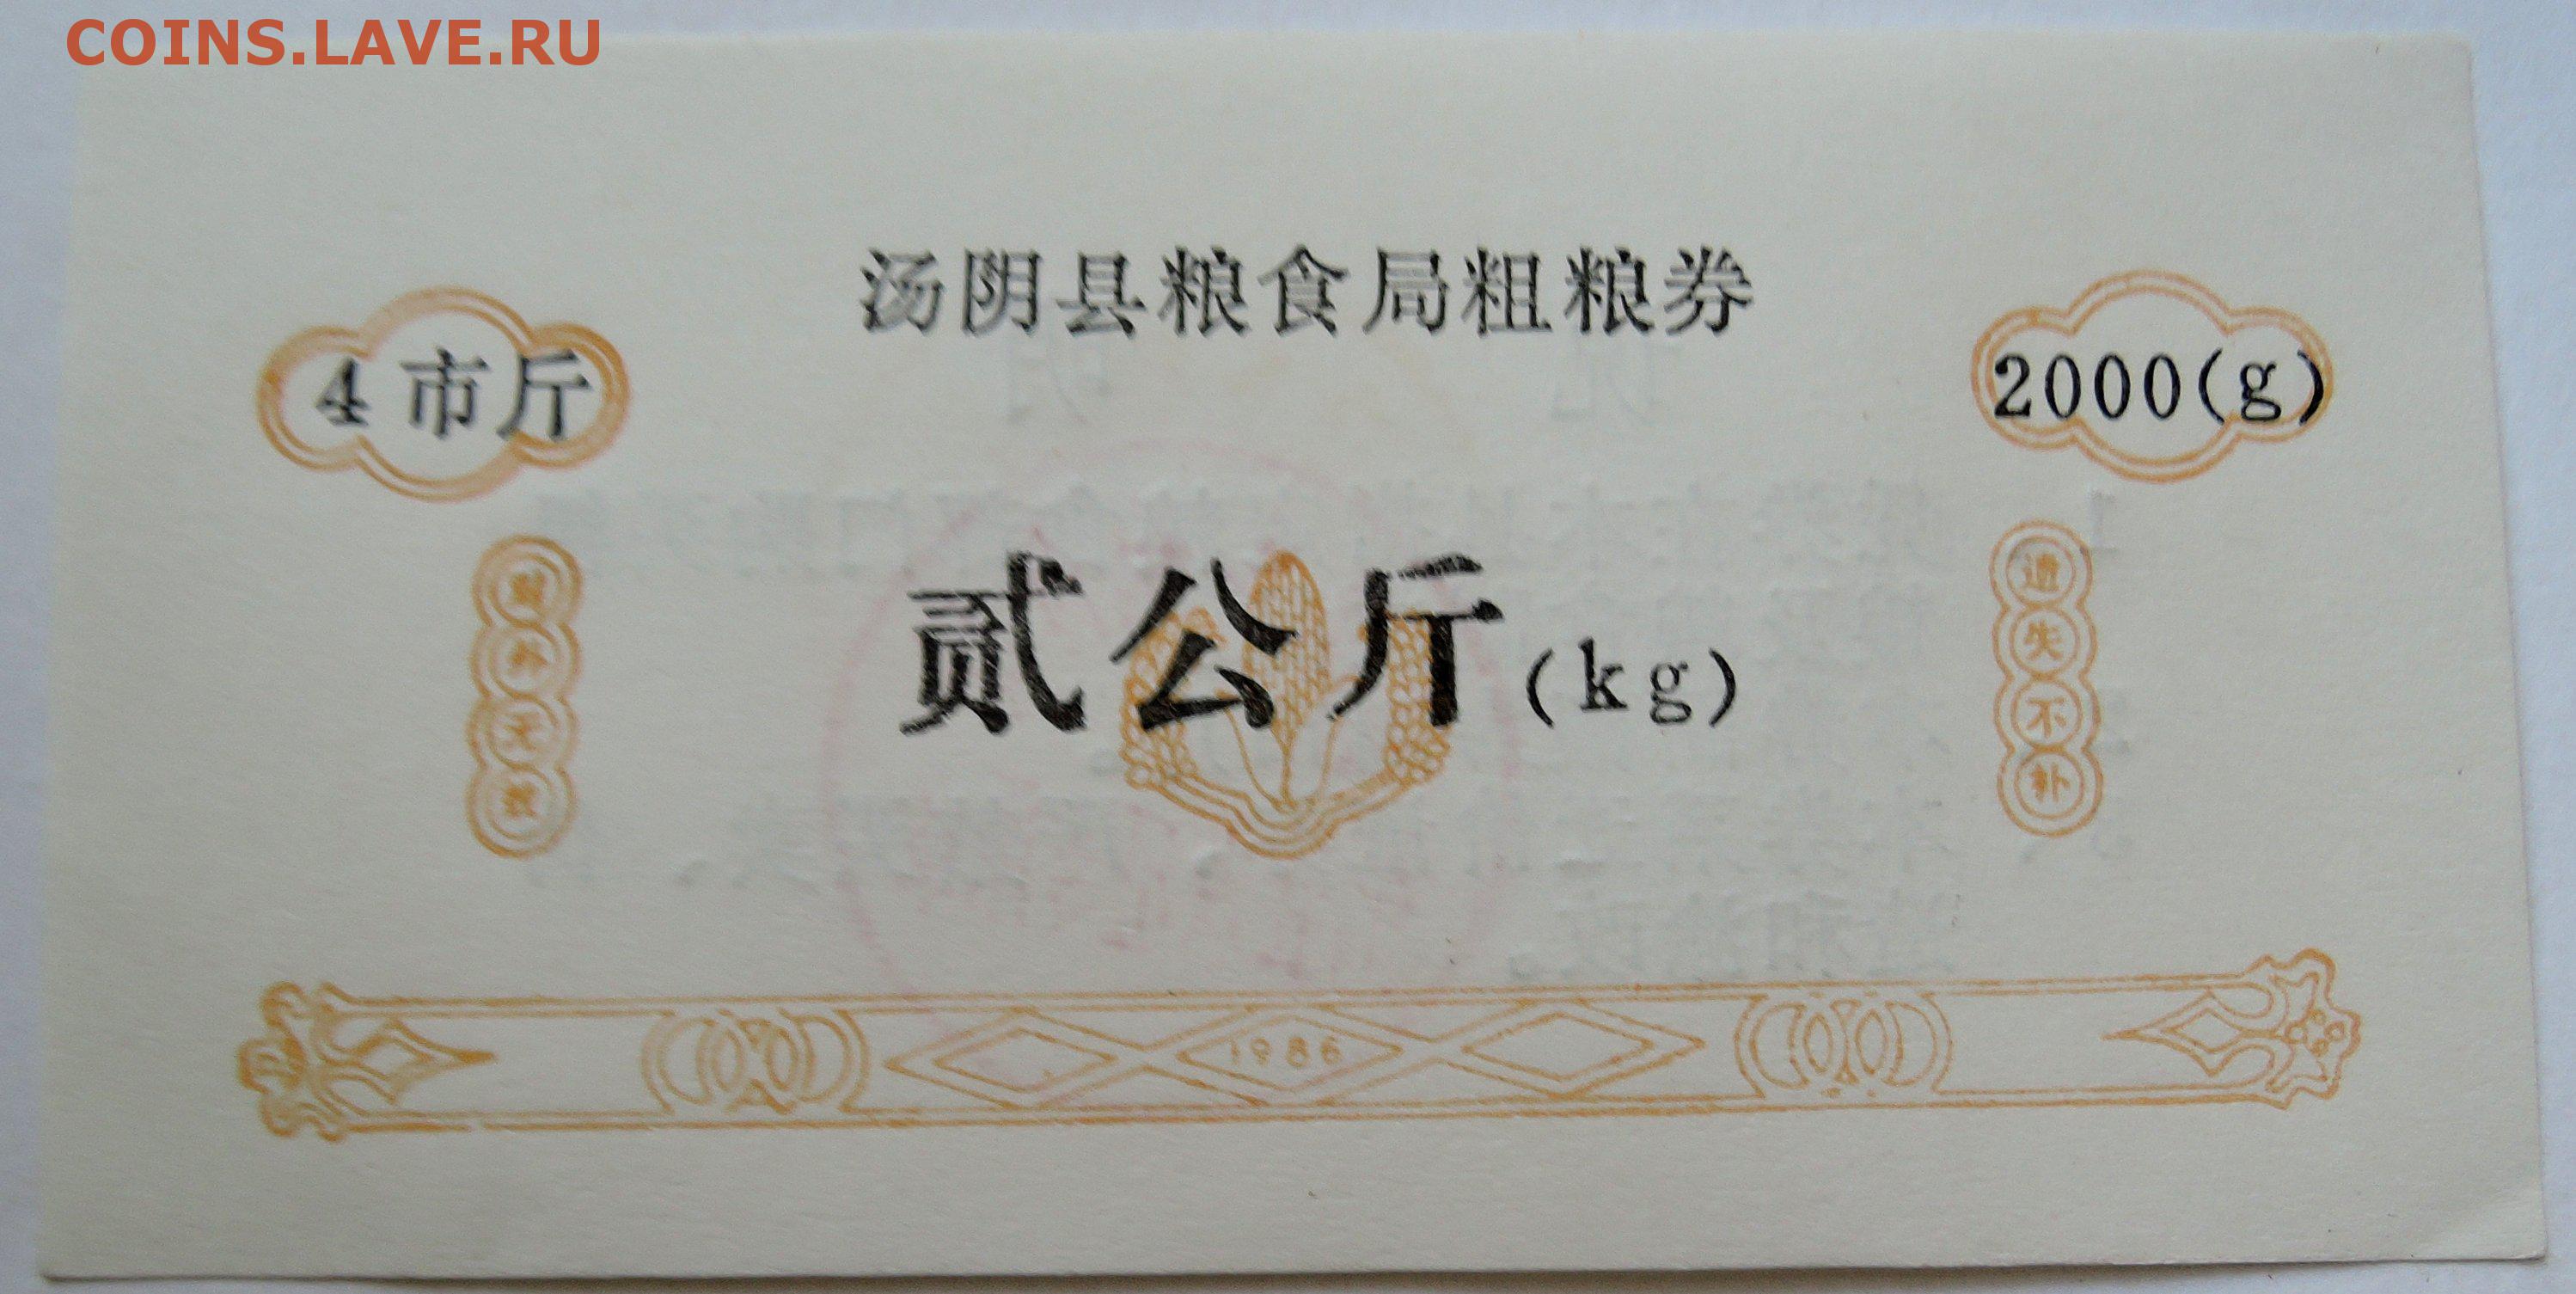 COINS.LAVE.RU
汤阴县粮食局粗粮券
4市斤
2000(g)
贰公斤(kg)
遗失不补
1986